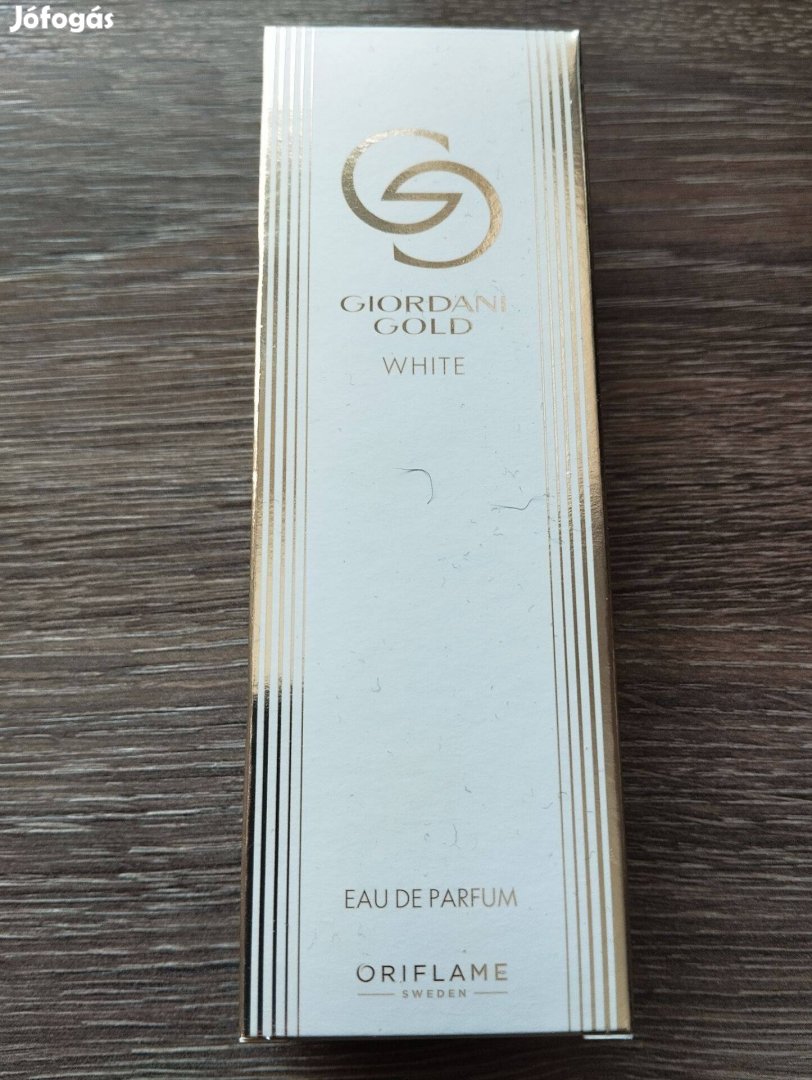 Jófogás
GIORDANI
GOLD
WHITE
EAU DE PARFUM
ORIFLAME
SWEDEN